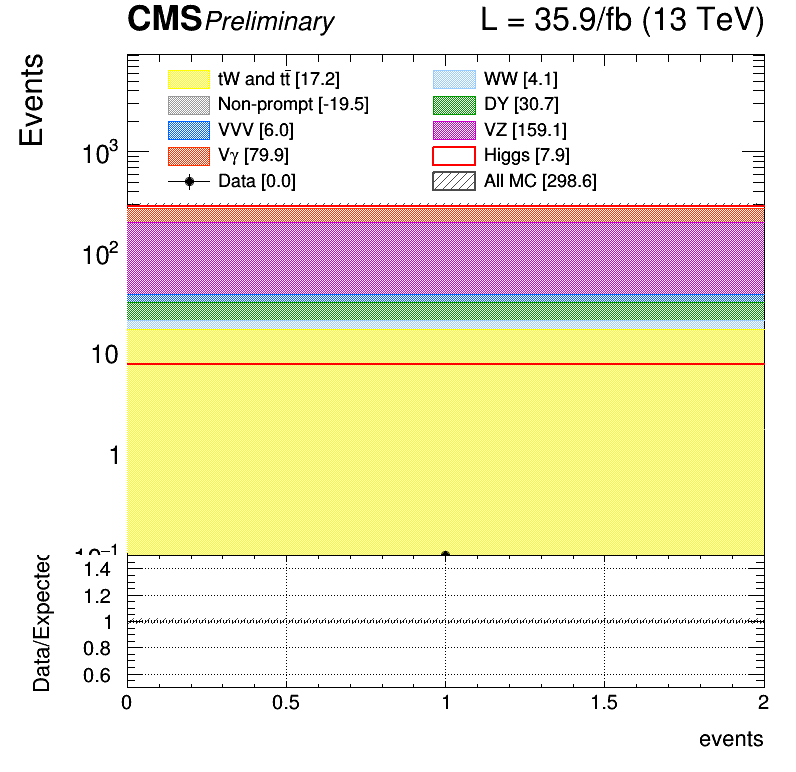 CMS Preliminary L = 35.9/fb (13 TeV)
Events
tW and tt̄ [17.2] WW [4.1]
Non-prompt [-19.5] DY [30.7]
VVV [6.0] VZ [159.1]
Vγ [79.9] Higgs [7.9]
Data [0.0] All MC [298.6]
10³
10²
10
1
10⁻¹
Data/Expected
1.4
1.2
1
0.8
0.6
0 0.5 1 1.5 2
events